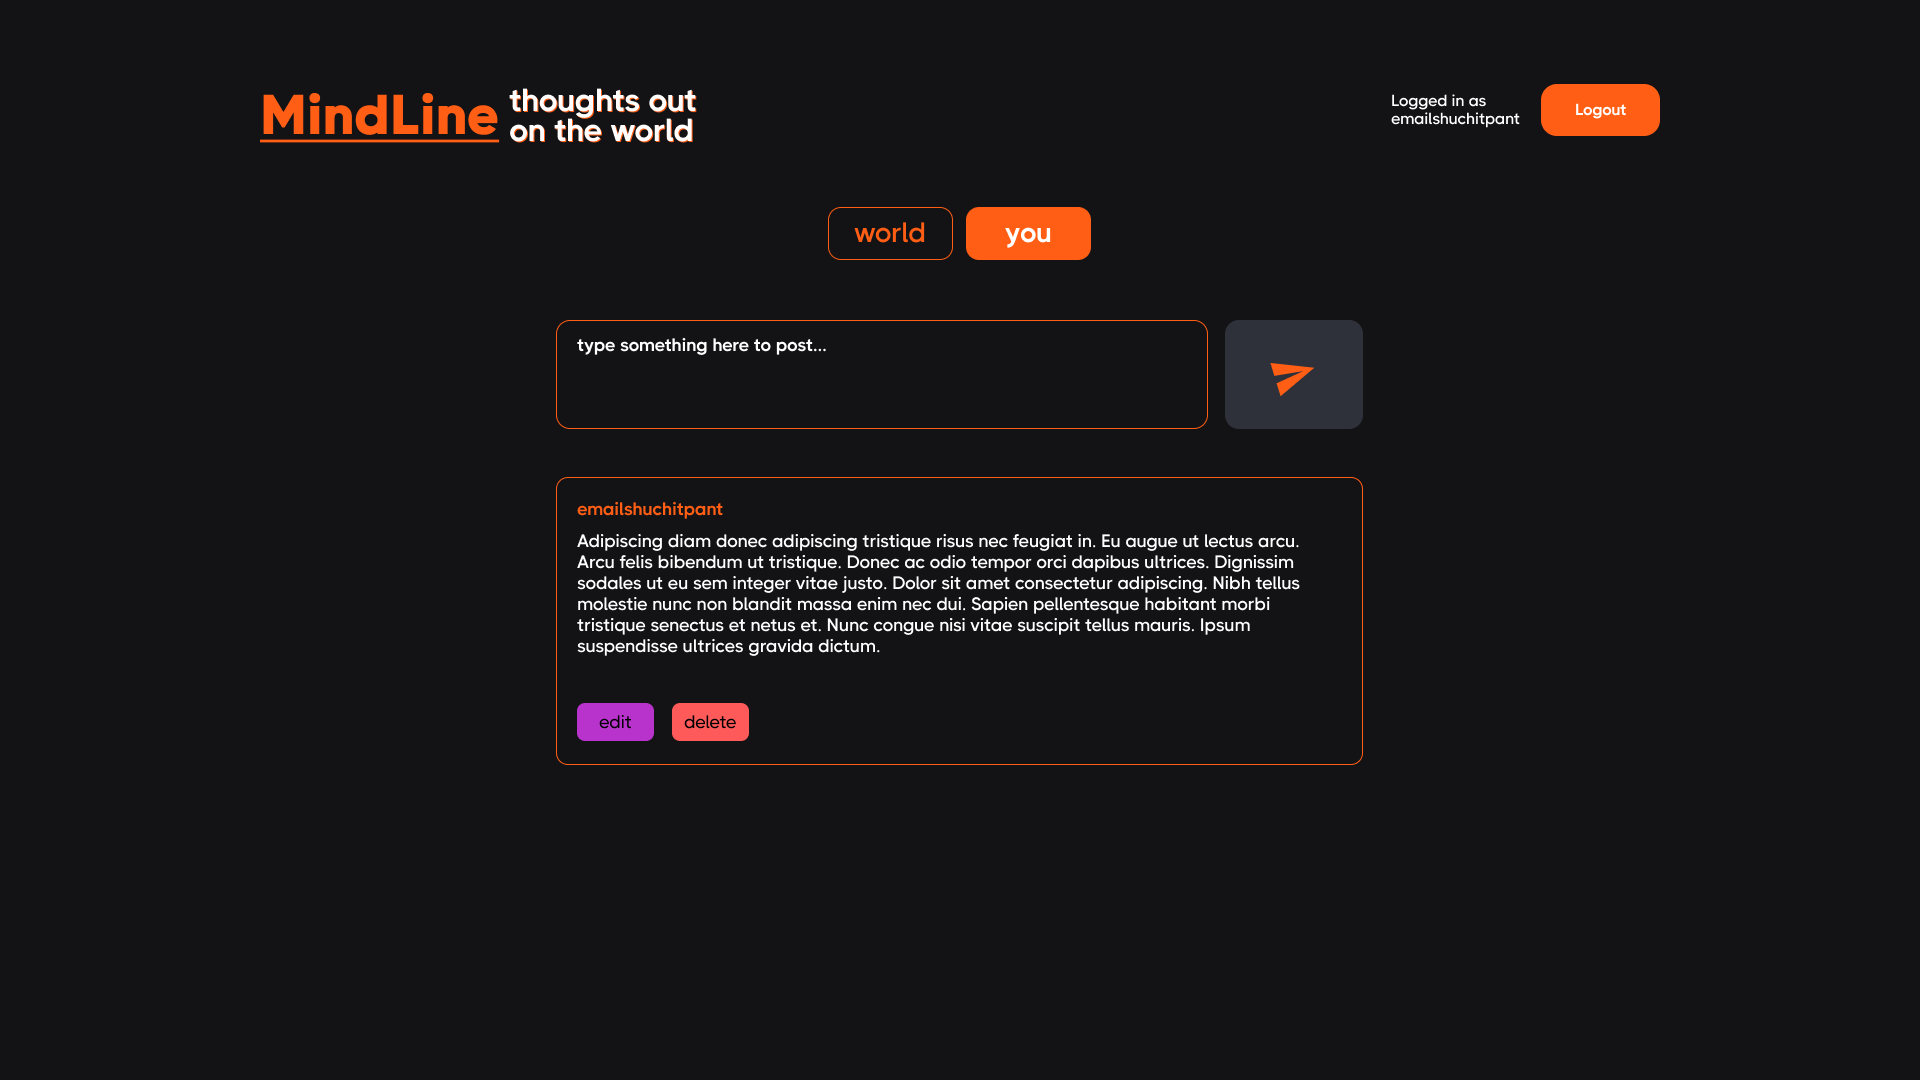 MindLine
thoughts out
on the world
Logged in as
emailshuchitpant
Logout
world
you
type something here to post...
emailshuchitpant
Adipiscing diam donec adipiscing tristique risus nec feugiat in. Eu augue ut lectus arcu.
Arcu felis bibendum ut tristique. Donec ac odio tempor orci dapibus ultrices. Dignissim
sodales ut eu sem integer vitae justo. Dolor sit amet consectetur adipiscing. Nibh tellus
molestie nunc non blandit massa enim nec dui. Sapien pellentesque habitant morbi
tristique senectus et netus et. Nunc congue nisi vitae suscipit tellus mauris. Ipsum
suspendisse ultrices gravida dictum.
edit
delete